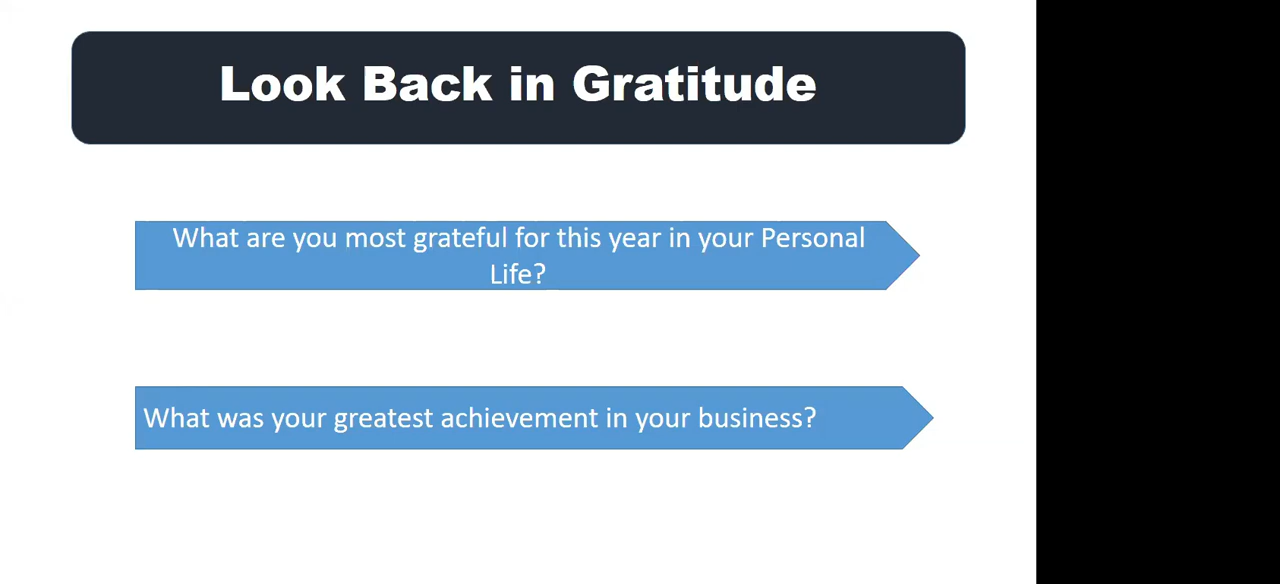 Look Back in Gratitude
What are you most grateful for this year in your Personal
Life?
What was your greatest achievement in your business?